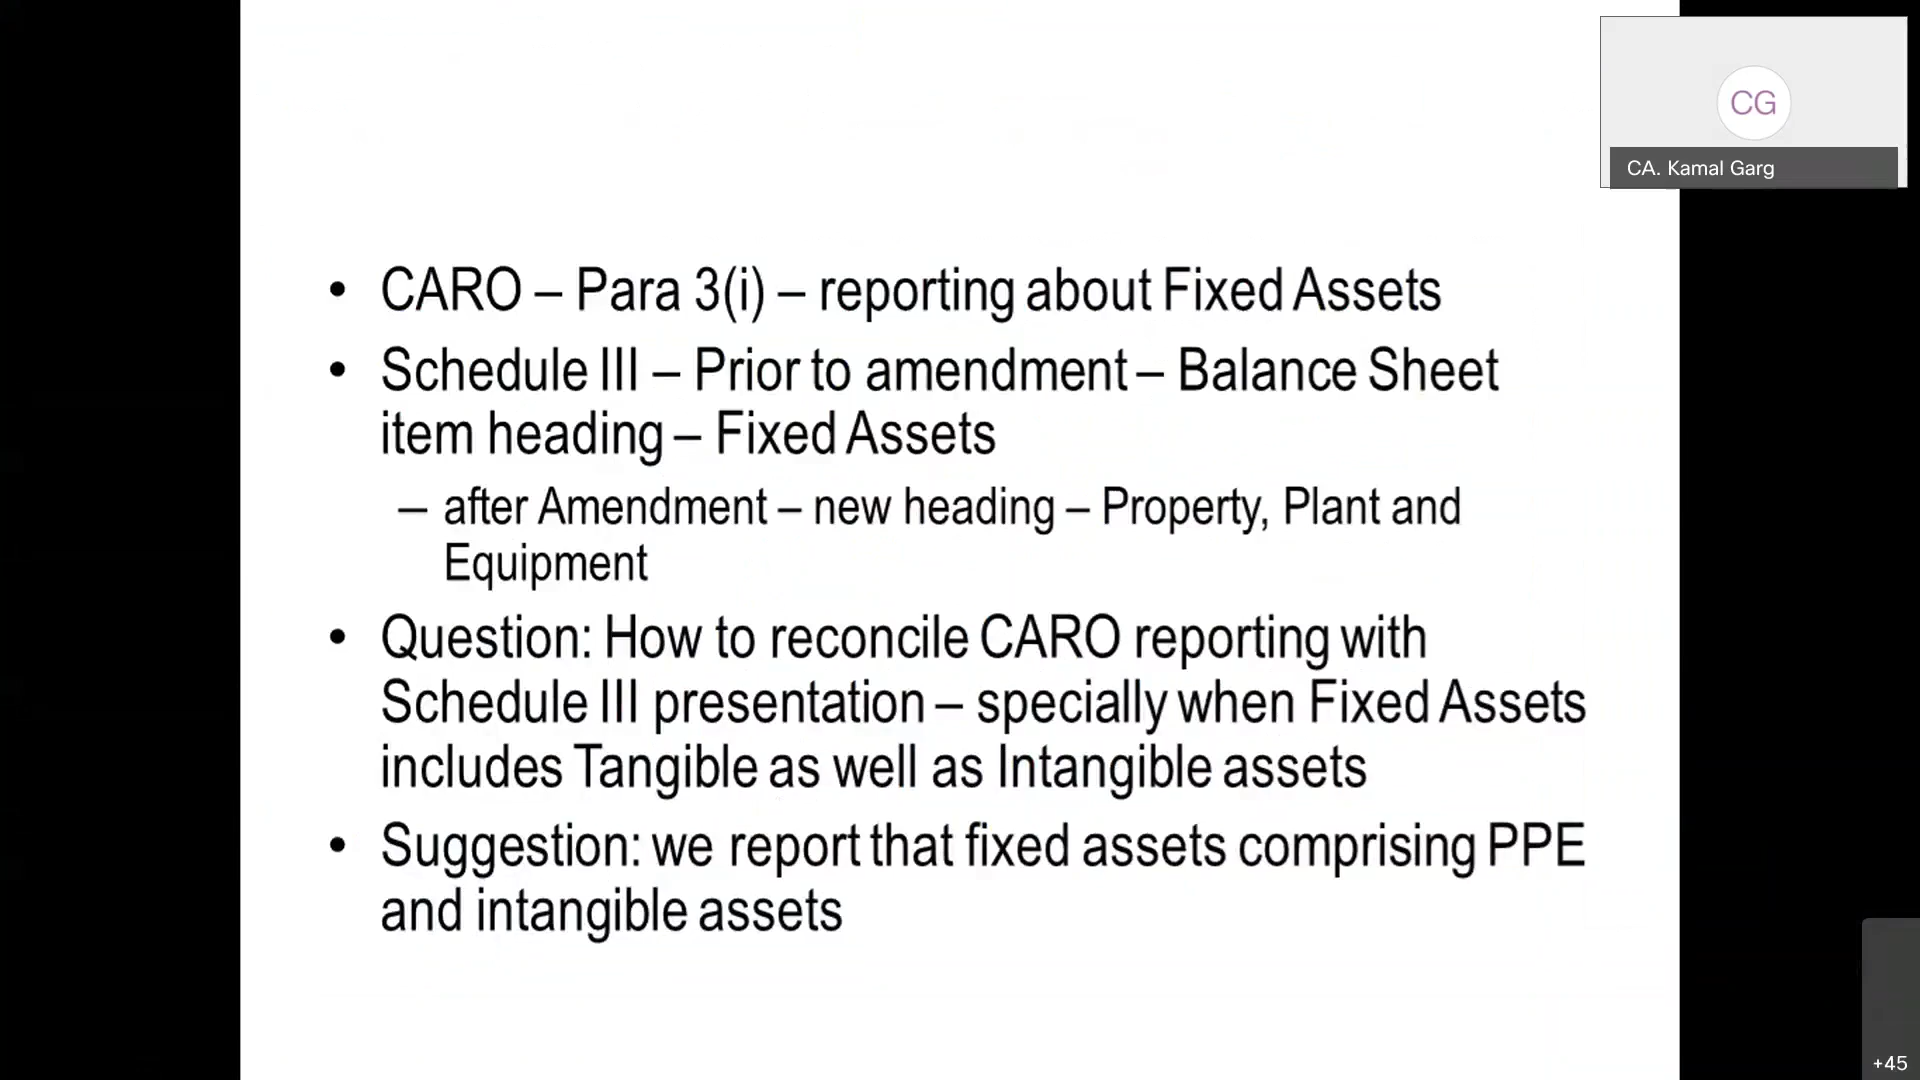 CG
CA. Kamal Garg
• CARO – Para 3(i) – reporting about Fixed Assets
• Schedule III – Prior to amendment – Balance Sheet
item heading – Fixed Assets
– after Amendment – new heading – Property, Plant and
Equipment
• Question: How to reconcile CARO reporting with
Schedule III presentation – specially when Fixed Assets
includes Tangible as well as Intangible assets
• Suggestion: we report that fixed assets comprising PPE
and intangible assets
+45